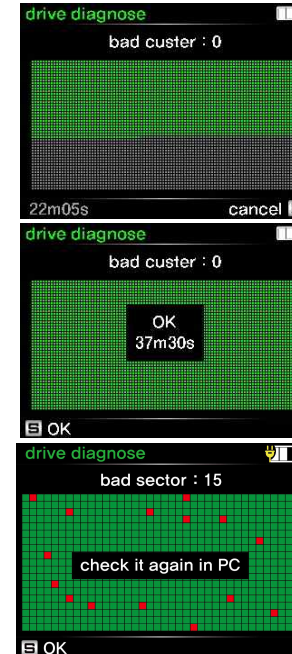 drive diagnose
bad custer : 0
22m05s cancel
drive diagnose
bad custer : 0
OK
37m30s
S OK
drive diagnose
bad sector : 15
check it again in PC
S OK